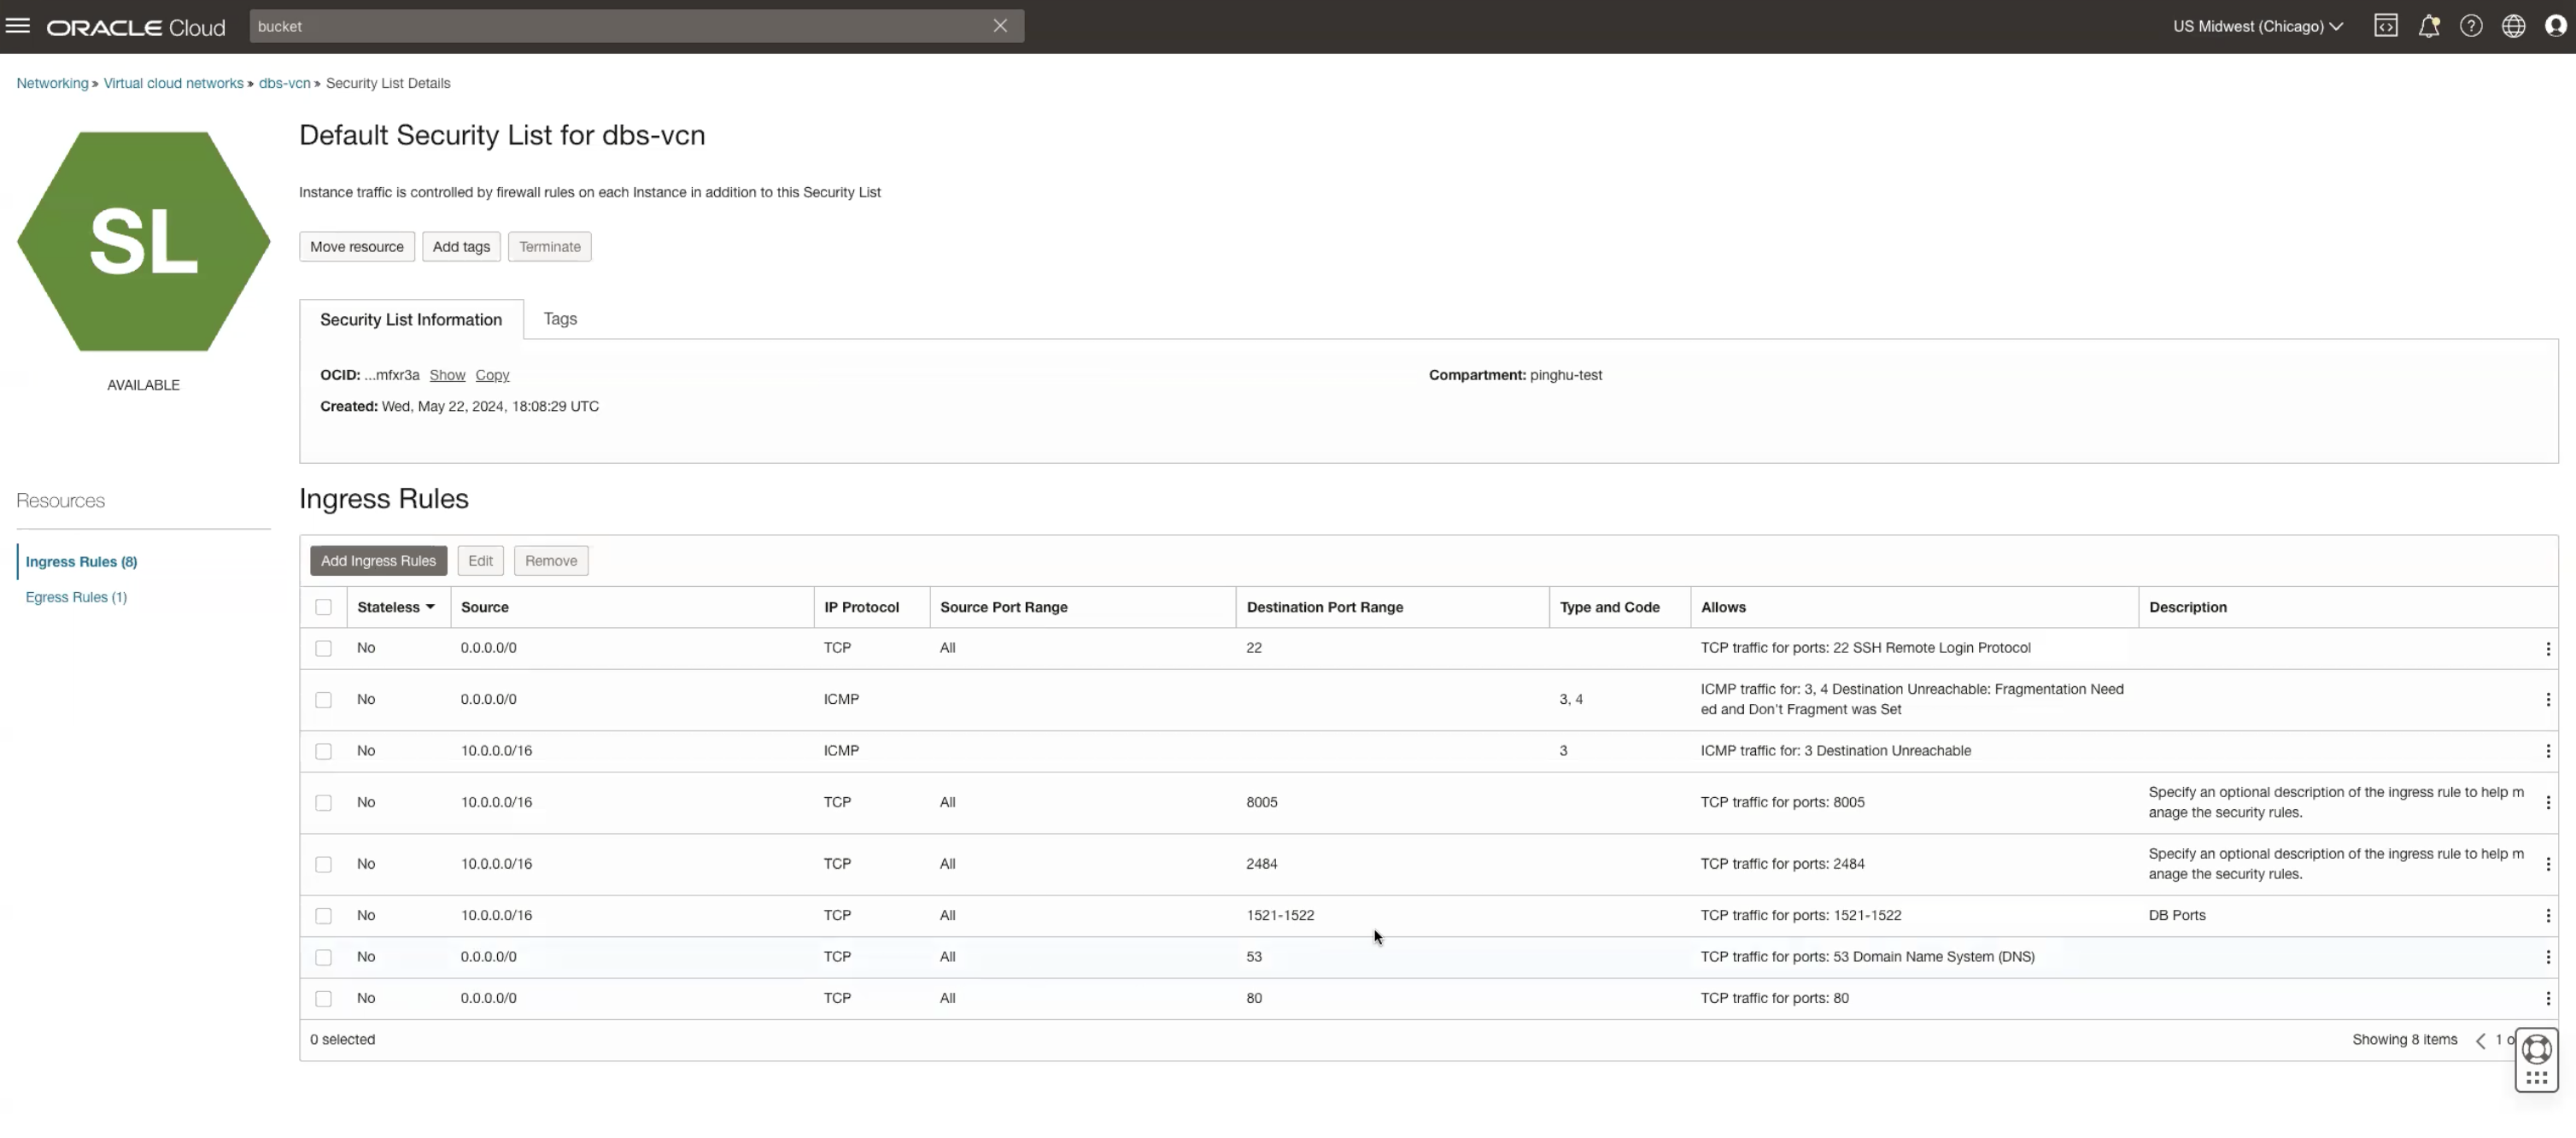 ORACLE Cloud bucket US Midwest (Chicago)
Networking » Virtual cloud networks » dbs-vcn » Security List Details
Default Security List for dbs-vcn
SL
AVAILABLE
Instance traffic is controlled by firewall rules on each Instance in addition to this Security List
Move resource Add tags Terminate
Security List Information Tags
OCID: ...mfxr3a Show Copy Compartment: pinghu-test
Created: Wed, May 22, 2024, 18:08:29 UTC
Resources
Ingress Rules (8)
Egress Rules (1)
Ingress Rules
Add Ingress Rules Edit Remove
Stateless Source IP Protocol Source Port Range Destination Port Range Type and Code Allows Description
No 0.0.0.0/0 TCP All 22 TCP traffic for ports: 22 SSH Remote Login Protocol
No 0.0.0.0/0 ICMP 3, 4 ICMP traffic for: 3, 4 Destination Unreachable: Fragmentation Need
ed and Don't Fragment was Set
No 10.0.0.0/16 ICMP 3 ICMP traffic for: 3 Destination Unreachable
No 10.0.0.0/16 TCP All 8005 TCP traffic for ports: 8005 Specify an optional description of the ingress rule to help m
anage the security rules.
No 10.0.0.0/16 TCP All 2484 TCP traffic for ports: 2484 Specify an optional description of the ingress rule to help m
anage the security rules.
No 10.0.0.0/16 TCP All 1521-1522 TCP traffic for ports: 1521-1522 DB Ports
No 0.0.0.0/0 TCP All 53 TCP traffic for ports: 53 Domain Name System (DNS)
No 0.0.0.0/0 TCP All 80 TCP traffic for ports: 80
0 selected Showing 8 items 1